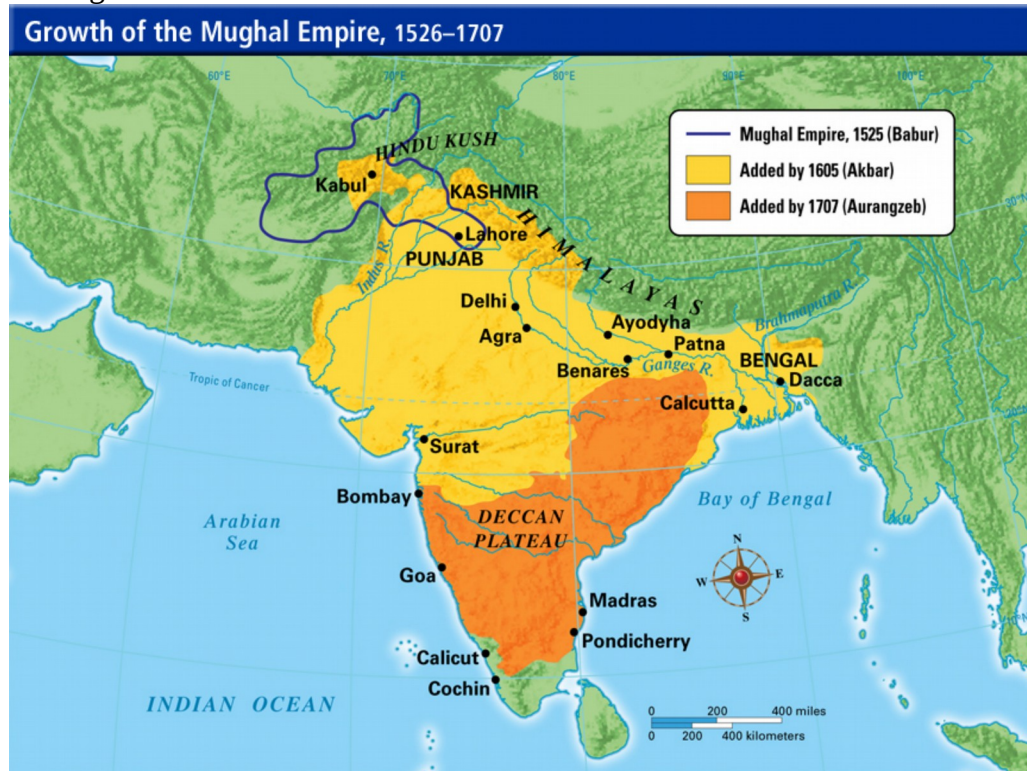 Growth of the Mughal Empire, 1526–1707
60°E
70°E
80°E
90°E
100°E
Mughal Empire, 1525 (Babur)
Added by 1605 (Akbar)
Added by 1707 (Aurangzeb)
HINDU KUSH
Kabul
KASHMIR
30°N
Lahore
HIMALAYAS
PUNJAB
Indus R.
Delhi
Brahmaputra R.
Agra
Ayodyha
Patna
BENGAL
Benares
Ganges R.
Dacca
Tropic of Cancer
Calcutta
Surat
Bombay
Bay of Bengal
Arabian
Sea
DECCAN
PLATEAU
N
W
E
S
Goa
Madras
Pondicherry
Calicut
Cochin
INDIAN OCEAN
0 200 400 miles
0 200 400 kilometers